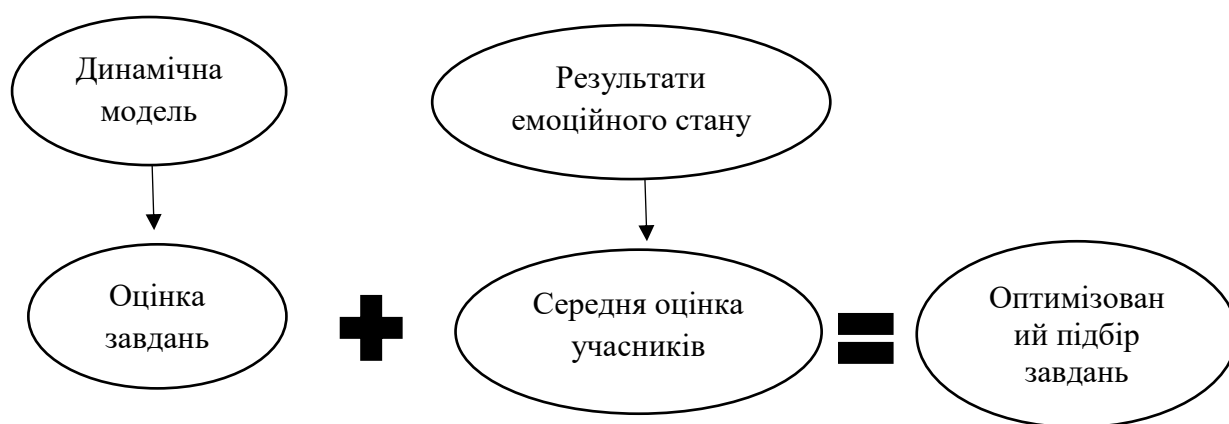 Динамічна
модель
Результати
емоційного стану
Оцінка
завдань
Середня оцінка
учасників
Оптимізован
ий підбір
завдань